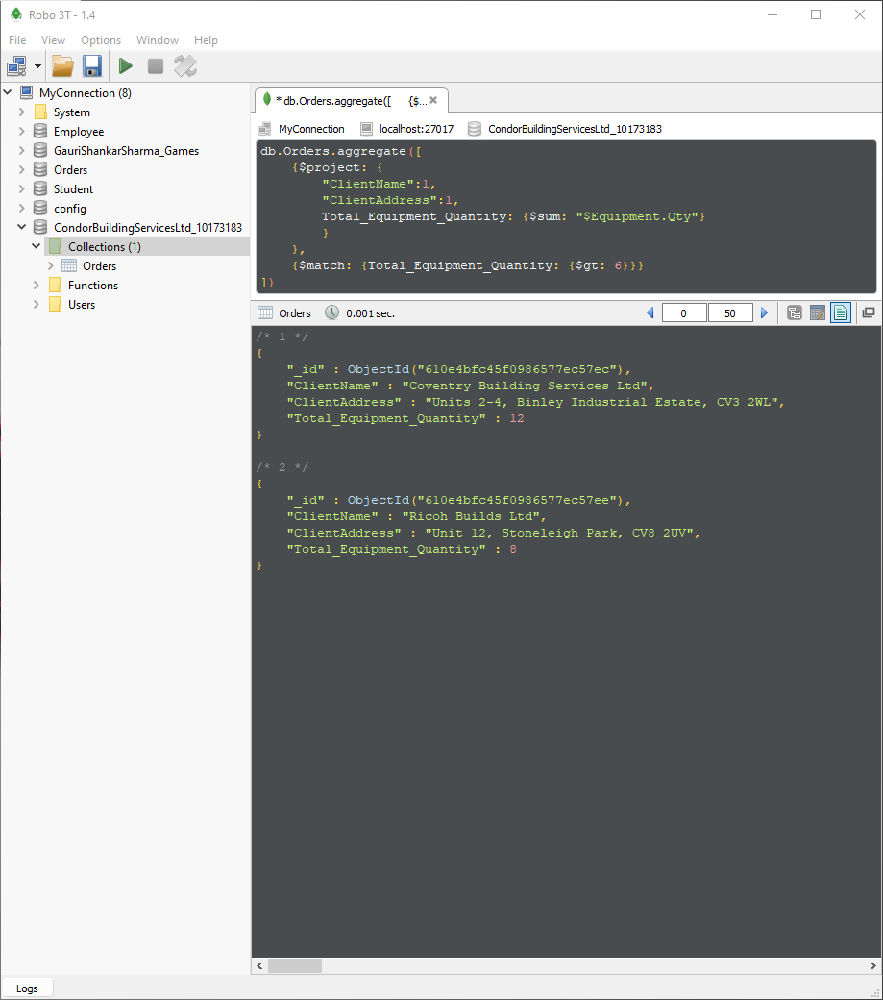 Robo 3T - 1.4
File View Options Window Help
MyConnection (8)
System
Employee
GauriShankarSharma_Games
Orders
Student
config
CondorBuildingServicesLtd_10173183
Collections (1)
Orders
Functions
Users
* db.Orders.aggregate([ {$...
MyConnection localhost:27017 CondorBuildingServicesLtd_10173183
db.Orders.aggregate([
{$project: {
"ClientName":1,
"ClientAddress":1,
Total_Equipment_Quantity: {$sum: "$Equipment.Qty"}
}
},
{$match: {Total_Equipment_Quantity: {$gt: 6}}}
])
Orders 0.001 sec. 0 50
/* 1 */
{
"_id" : ObjectId("610e4bfc45f0986577ec57ec"),
"ClientName" : "Coventry Building Services Ltd",
"ClientAddress" : "Units 2-4, Binley Industrial Estate, CV3 2WL",
"Total_Equipment_Quantity" : 12
}
/* 2 */
{
"_id" : ObjectId("610e4bfc45f0986577ec57ee"),
"ClientName" : "Ricoh Builds Ltd",
"ClientAddress" : "Unit 12, Stoneleigh Park, CV8 2UV",
"Total_Equipment_Quantity" : 8
}
Logs